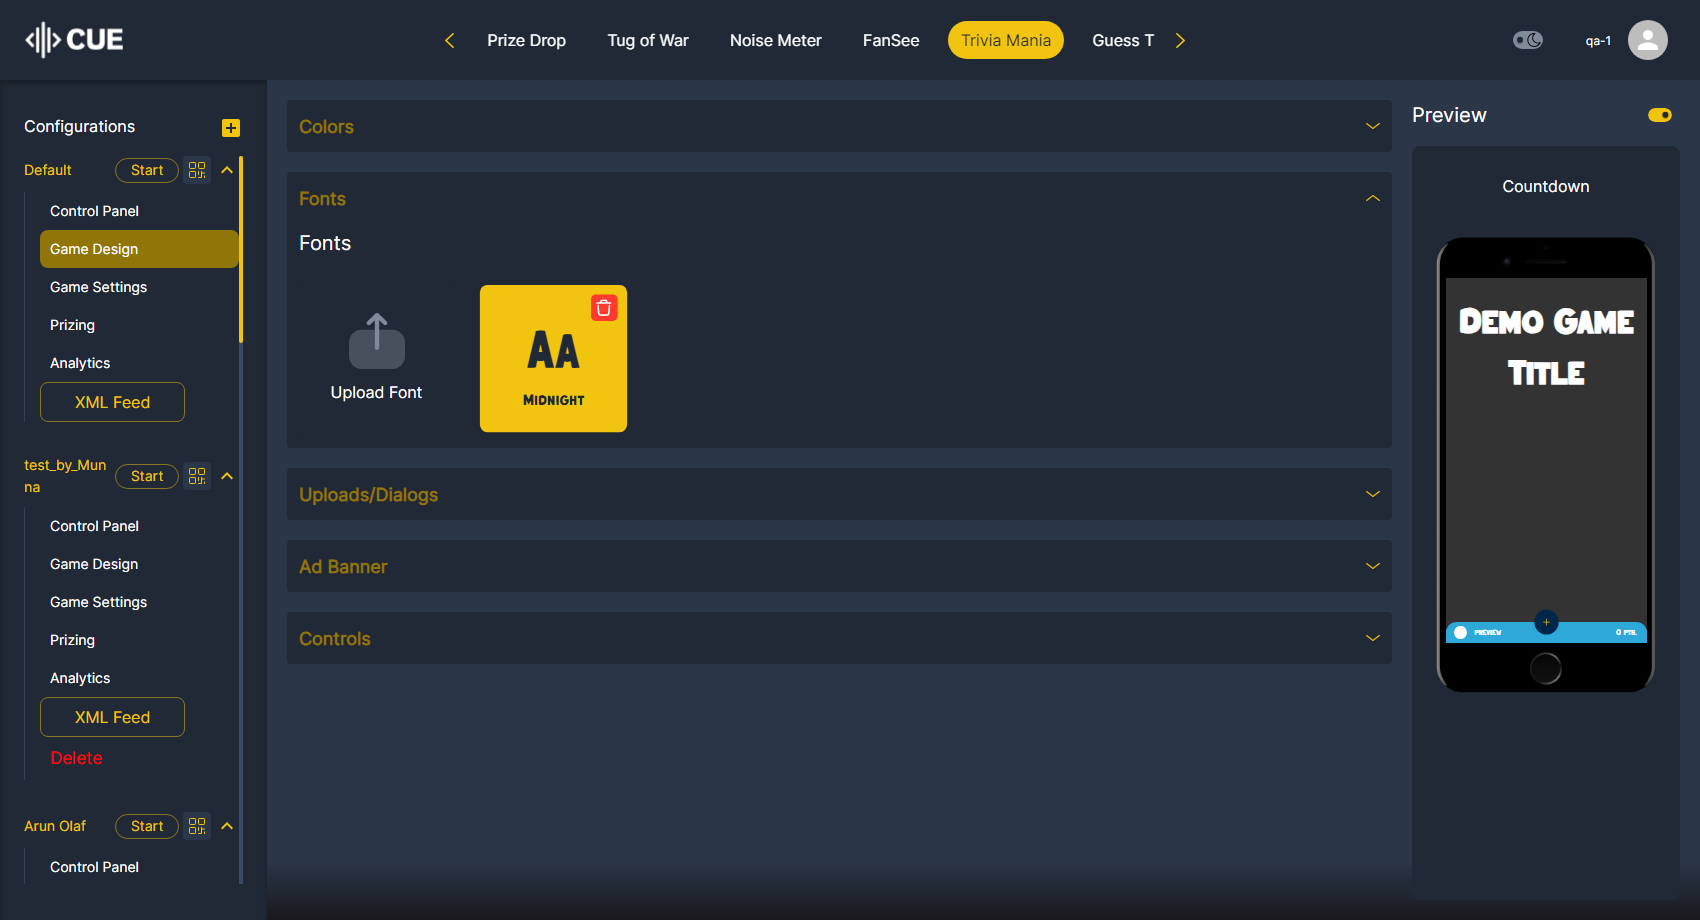 CUE
Prize Drop
Tug of War
Noise Meter
FanSee
Trivia Mania
Guess T
qa-1
Configurations
Default
Start
Control Panel
Game Design
Game Settings
Prizing
Analytics
XML Feed
test_by_Mun
na
Start
Control Panel
Game Design
Game Settings
Prizing
Analytics
XML Feed
Delete
Arun Olaf
Start
Control Panel
Colors
Fonts
Fonts
Upload Font
AA
MIDNIGHT
Uploads/Dialogs
Ad Banner
Controls
Preview
Countdown
DEMO GAME
TITLE
PREVIEW
0 PTS.